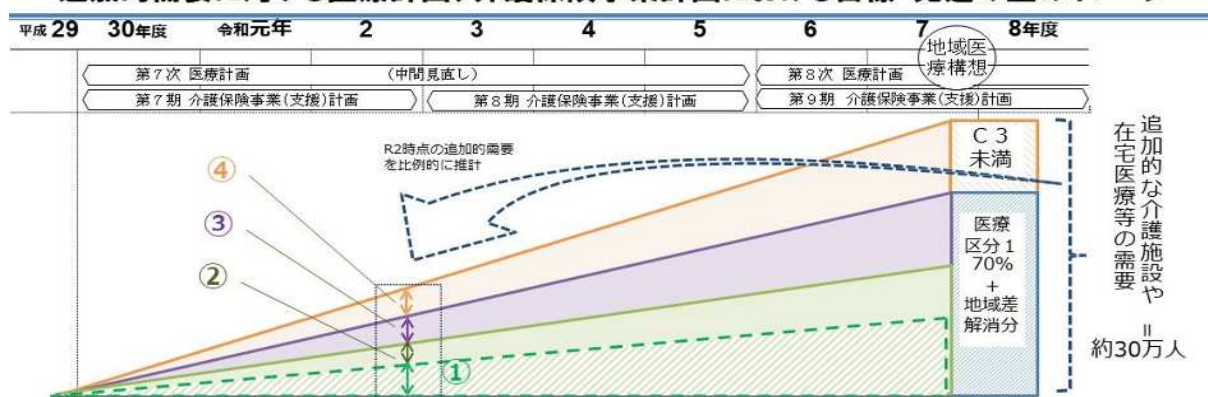 平成 29 30年度 令和元年 2 3 4 5 6 7 8年度
地域医
療構想
第7次 医療計画 (中間見直し) 第8次 医療計画
第7期 介護保険事業(支援)計画 第8期 介護保険事業(支援)計画 第9期 介護保険事業(支援)計画
R2時点の追加的需要
を比例的に推計
④
③
②
①
C3
未満
医療
区分1
70%
+
地域差
解消分
追加的な介護施設や
在宅医療等の需要
=
約30万人